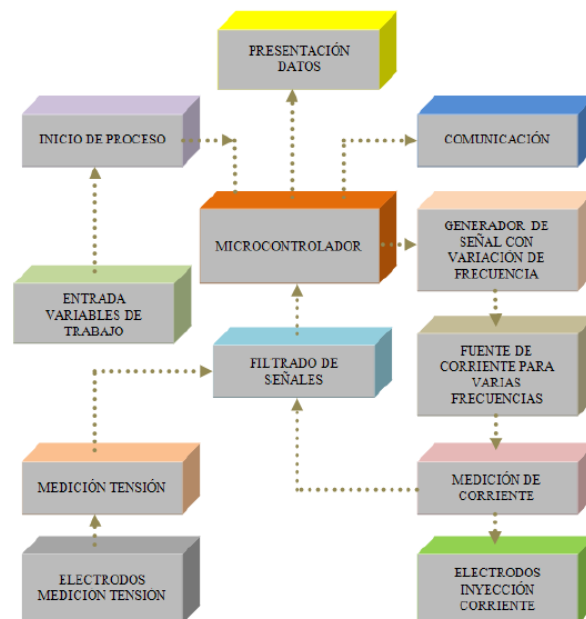 PRESENTACIÓN
DATOS
INICIO DE PROCESO
COMUNICACIÓN
MICROCONTROLADOR
GENERADOR DE
SEÑAL CON
VARIACIÓN DE
FRECUENCIA
ENTRADA
VARIABLES DE
TRABAJO
FILTRADO DE
SEÑALES
FUENTE DE
CORRIENTE PARA
VARIAS
FRECUENCIAS
MEDICIÓN TENSIÓN
MEDICIÓN DE
CORRIENTE
ELECTRODOS
MEDICION TENSIÓN
ELECTRODOS
INYECCIÓN
CORRIENTE